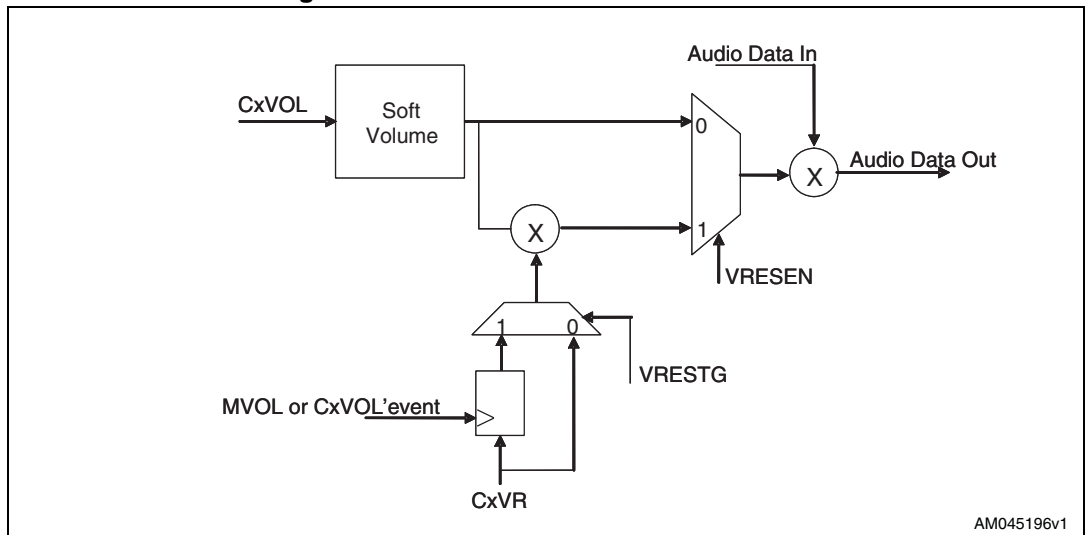 Audio Data In
CxVOL
Soft
Volume
0
Audio Data Out
X
X
1
VRESEN
1
0
VRESTG
MVOL or CxVOL'event
CxVR
AM045196v1